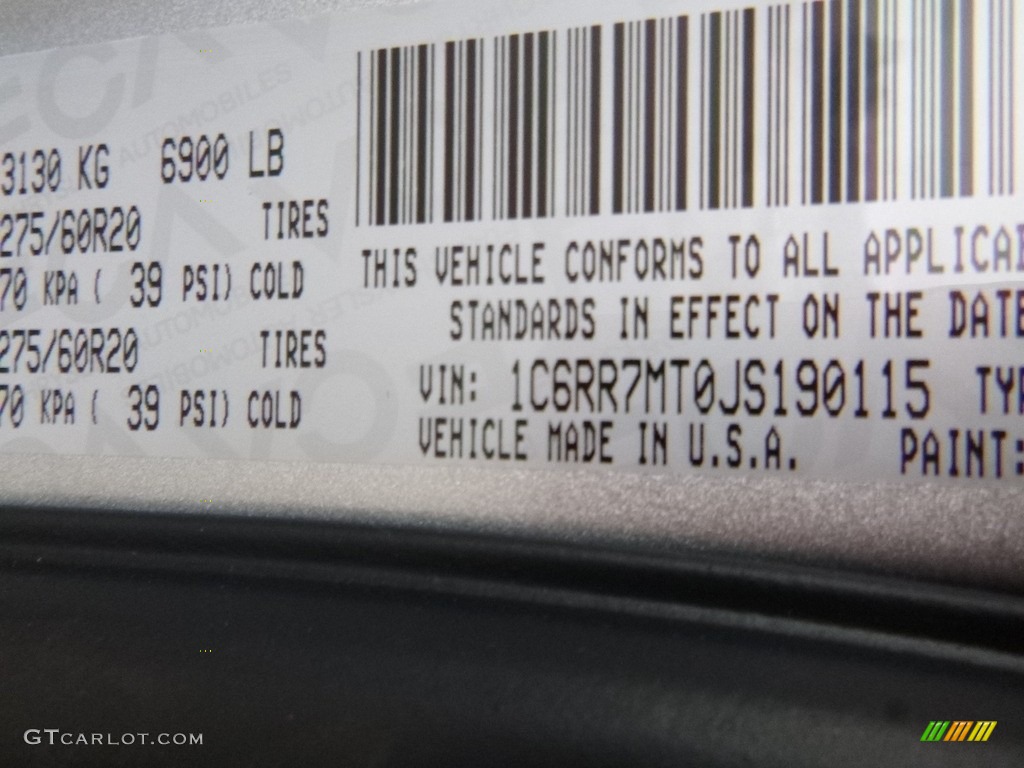 3130 KG 6900 LB
275/60R20 TIRES
70 KPA ( 39 PSI) COLD
275/60R20 TIRES
70 KPA ( 39 PSI) COLD
THIS VEHICLE CONFORMS TO ALL APPLICA
STANDARDS IN EFFECT ON THE DATE
VIN: 1C6RR7MT0JS190115 TYP
VEHICLE MADE IN U.S.A. PAINT:
GTCARLOT.COM